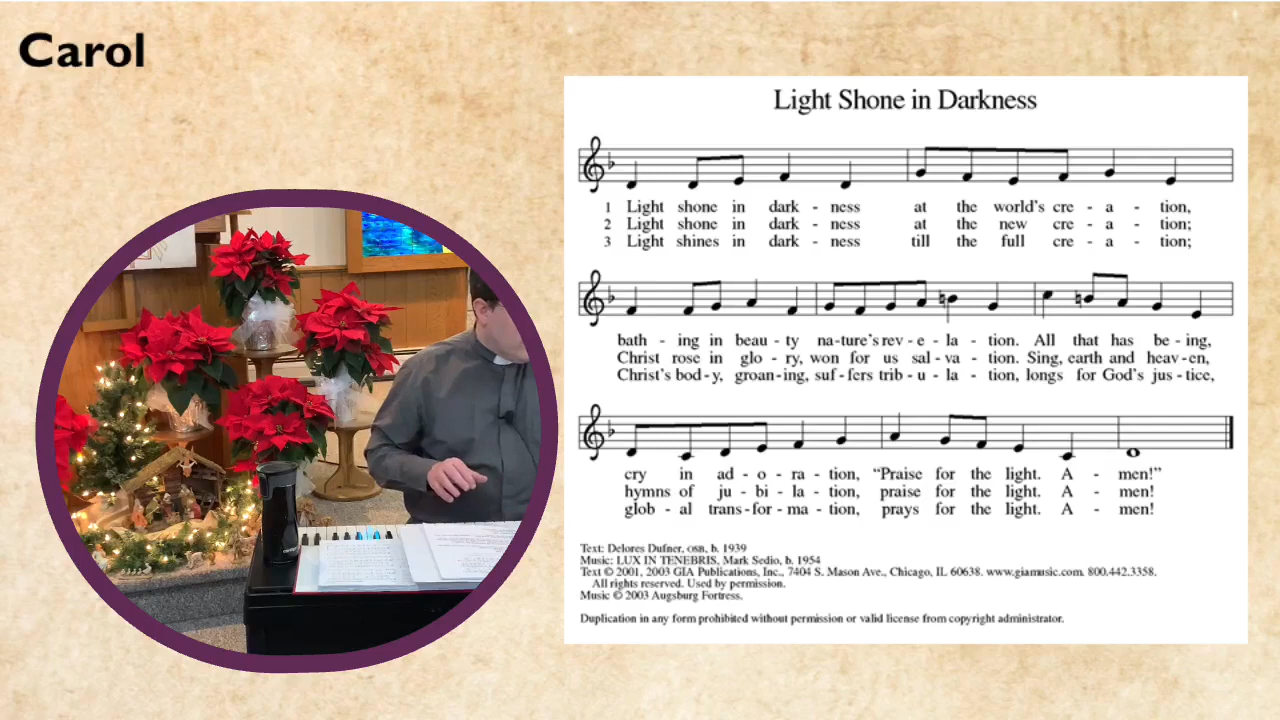 Carol
Light Shone in Darkness
1 Light shone in dark - ness at the world's cre - a - tion,
2 Light shone in dark - ness at the new cre - a - tion;
3 Light shines in dark - ness till the full cre - a - tion;
bath - ing in beau - ty na-ture's rev - e - la - tion. All that has be - ing,
Christ rose in glo - ry, won for us sal - va - tion. Sing, earth and heav - en,
Christ's bod - y, groan-ing, suf - fers trib - u - la - tion, longs for God's jus - tice,
cry in ad - o - ra - tion, “Praise for the light. A - men!”
hymns of ju - bi - la - tion, praise for the light. A - men!
glob - al trans - for - ma - tion, prays for the light. A - men!
Text: Delores Dufner, OSB, b. 1939
Music: LUX IN TENEBRIS, Mark Sedio, b. 1954
Text © 2001, 2003 GIA Publications, Inc., 7404 S. Mason Ave., Chicago, IL 60638. www.giamusic.com. 800.442.3358.
All rights reserved. Used by permission.
Music © 2003 Augsburg Fortress.
Duplication in any form prohibited without permission or valid license from copyright administrator.